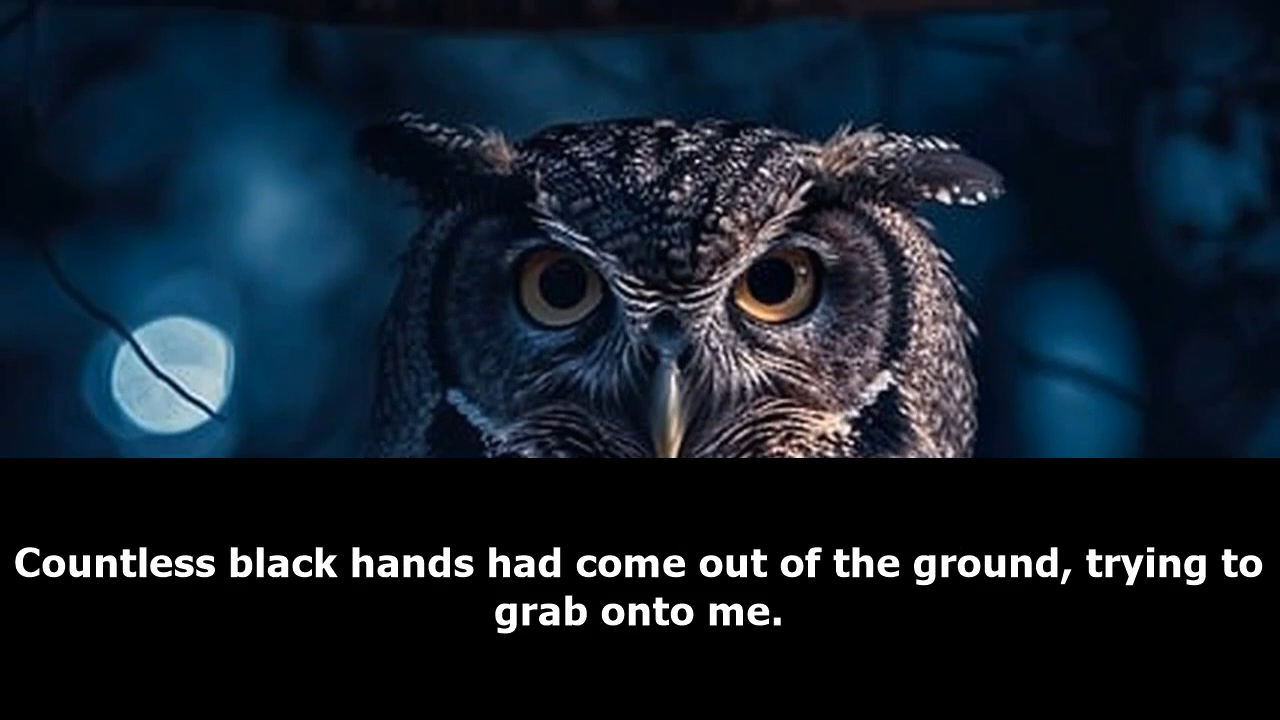 Countless black hands had come out of the ground, trying to
grab onto me.